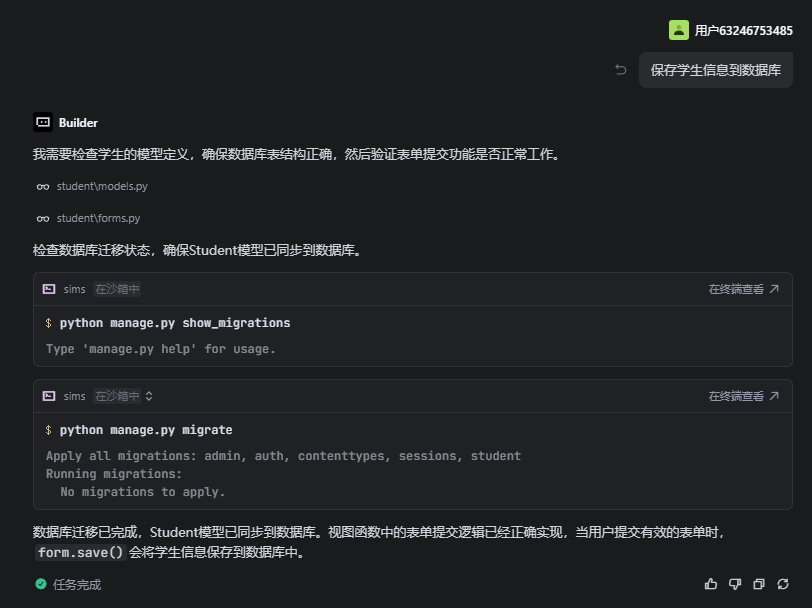 用户63246753485
保存学生信息到数据库
Builder
我需要检查学生的模型定义，确保数据库表结构正确，然后验证表单提交功能是否正常工作。
student\models.py
student\forms.py
检查数据库迁移状态，确保Student模型已同步到数据库。
sims 在沙箱中 在终端查看
$ python manage.py show_migrations
Type 'manage.py help' for usage.
sims 在沙箱中 在终端查看
$ python manage.py migrate
Apply all migrations: admin, auth, contenttypes, sessions, student
Running migrations:
No migrations to apply.
数据库迁移已完成，Student模型已同步到数据库。视图函数中的表单提交逻辑已经正确实现，当用户提交有效的表单时，
form.save() 会将学生信息保存到数据库中。
任务完成